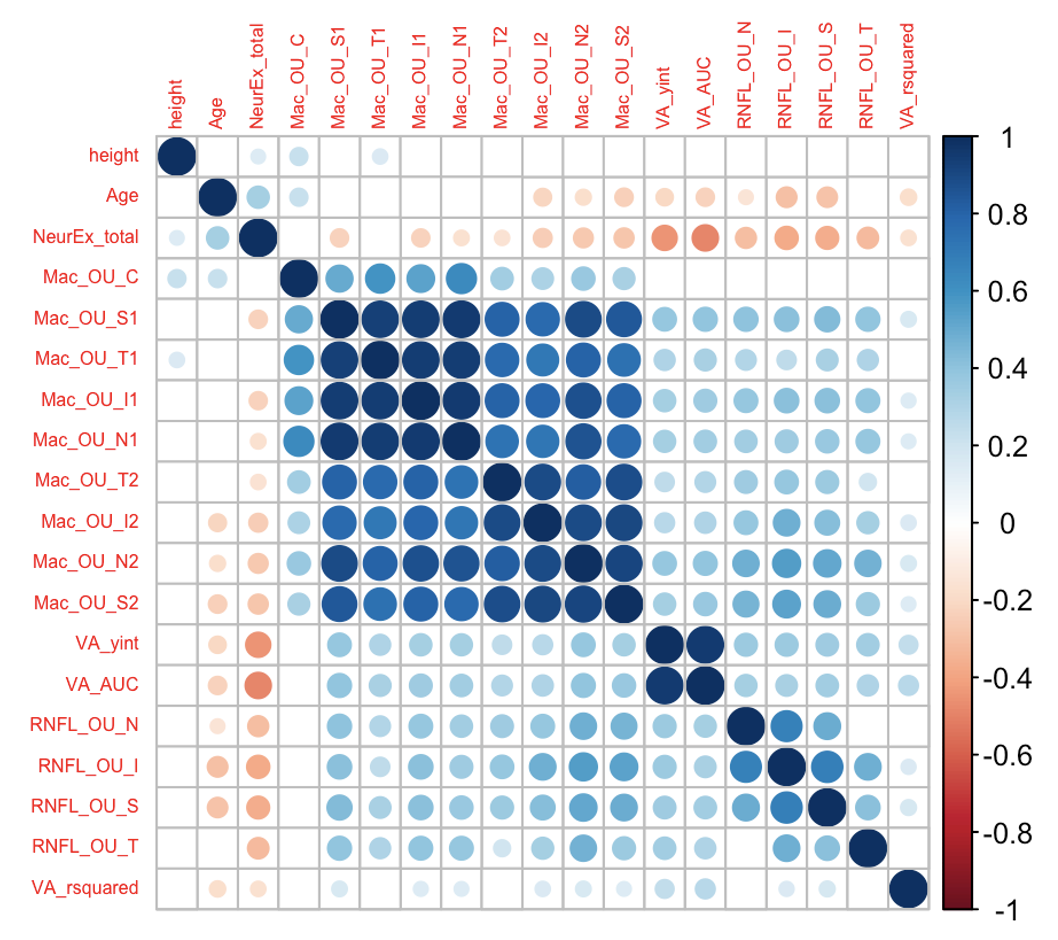 height
Age
NeurEx_total
Mac_OU_C
Mac_OU_S1
Mac_OU_T1
Mac_OU_I1
Mac_OU_N1
Mac_OU_T2
Mac_OU_I2
Mac_OU_N2
Mac_OU_S2
VA_yint
VA_AUC
RNFL_OU_N
RNFL_OU_I
RNFL_OU_S
RNFL_OU_T
VA_rsquared
height
Age
NeurEx_total
Mac_OU_C
Mac_OU_S1
Mac_OU_T1
Mac_OU_I1
Mac_OU_N1
Mac_OU_T2
Mac_OU_I2
Mac_OU_N2
Mac_OU_S2
VA_yint
VA_AUC
RNFL_OU_N
RNFL_OU_I
RNFL_OU_S
RNFL_OU_T
VA_rsquared
1
0.8
0.6
0.4
0.2
0
-0.2
-0.4
-0.6
-0.8
-1